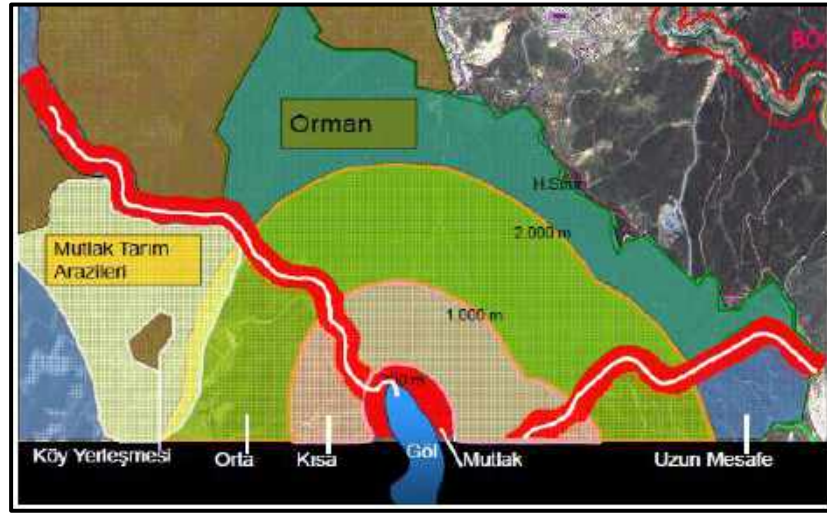 Orman
H.Sınır
2.000 m
Mutlak Tarım
Arazileri
1.000 m
Köy Yerleşmesi
Orta
Kısa
Göl
Mutlak
Uzun Mesafe